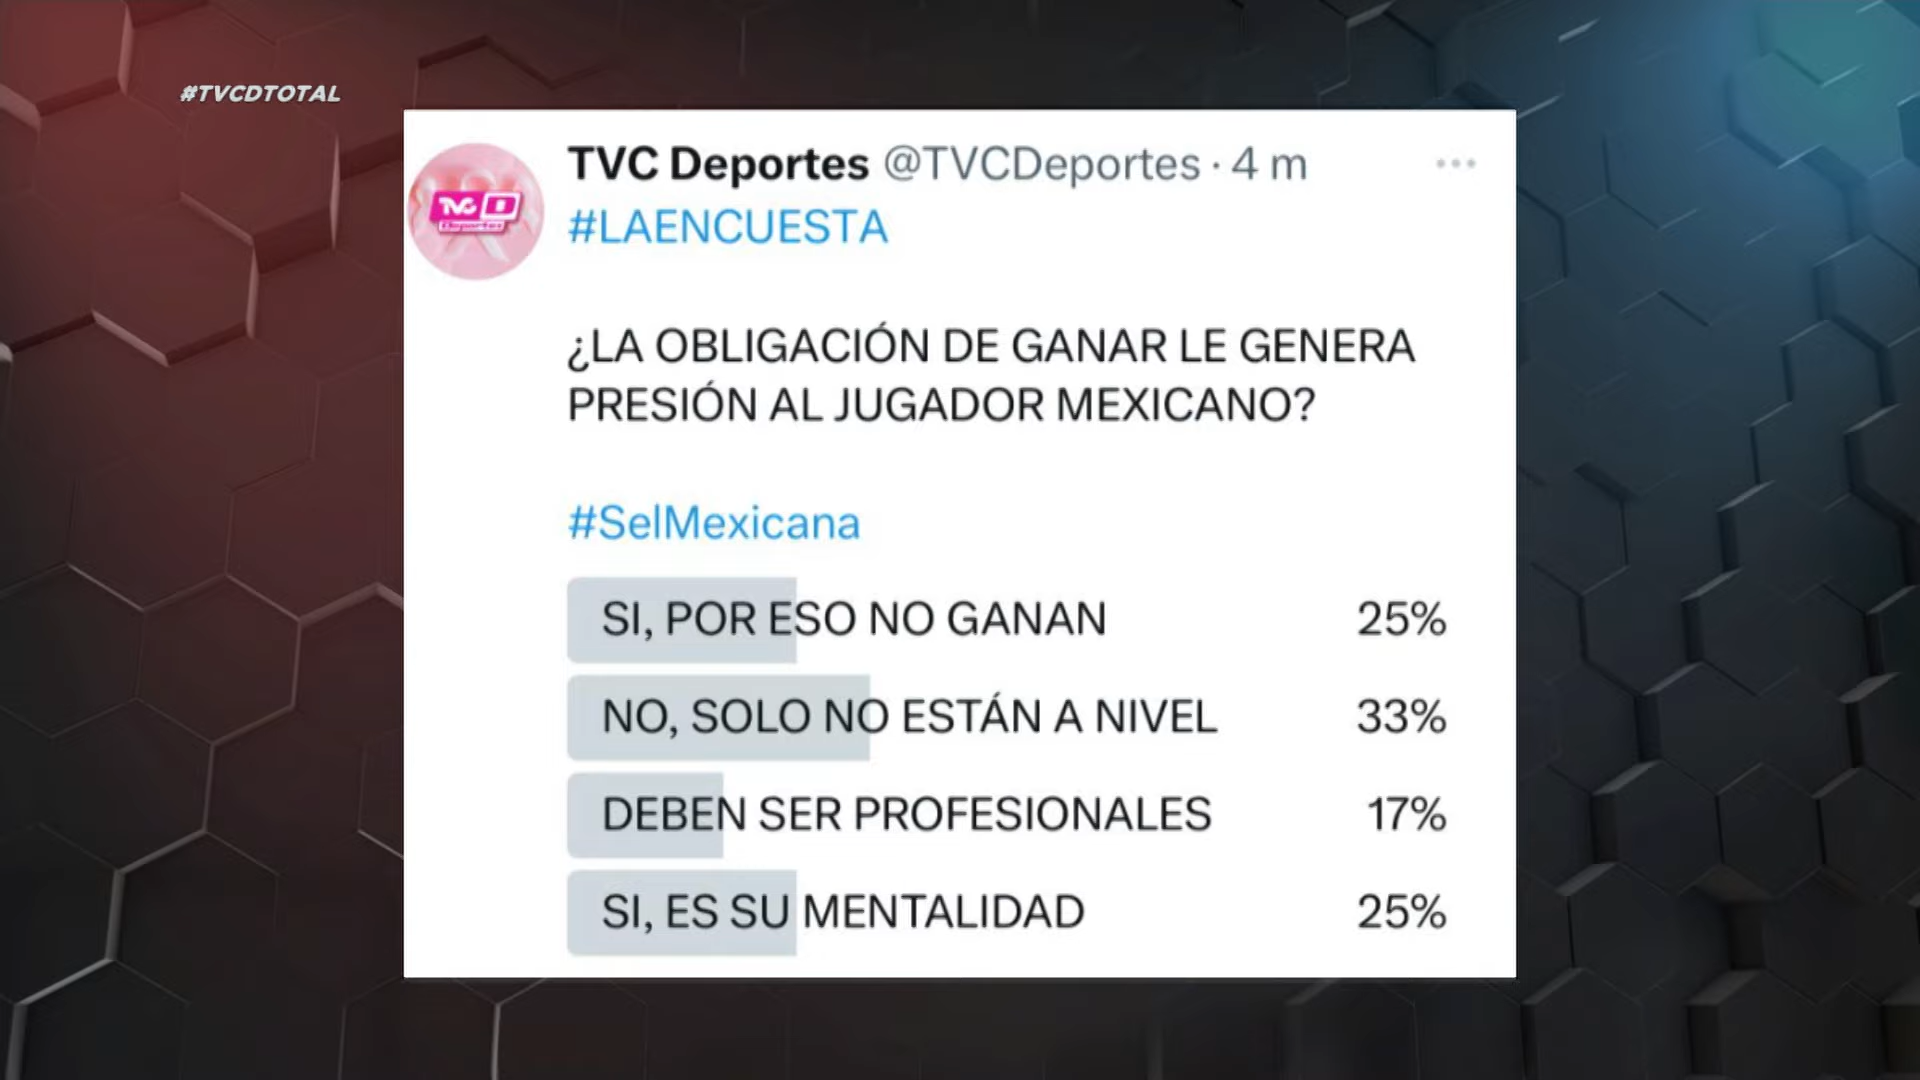 #TVCDTOTAL
TVC Deportes @TVCDeportes · 4 m
#LAENCUESTA
TVC D
Deportes
¿LA OBLIGACIÓN DE GANAR LE GENERA
PRESIÓN AL JUGADOR MEXICANO?
#SelMexicana
SI, POR ESO NO GANAN 25%
NO, SOLO NO ESTÁN A NIVEL 33%
DEBEN SER PROFESIONALES 17%
SI, ES SU MENTALIDAD 25%